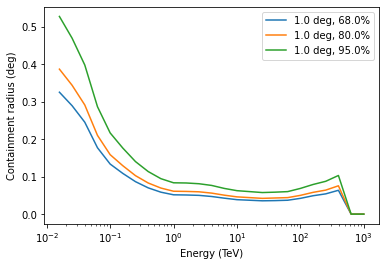 1.0 deg, 68.0%
1.0 deg, 80.0%
1.0 deg, 95.0%
Containment radius (deg)
0.5
0.4
0.3
0.2
0.1
0.0
10⁻² 10⁻¹ 10⁰ 10¹ 10² 10³
Energy (TeV)